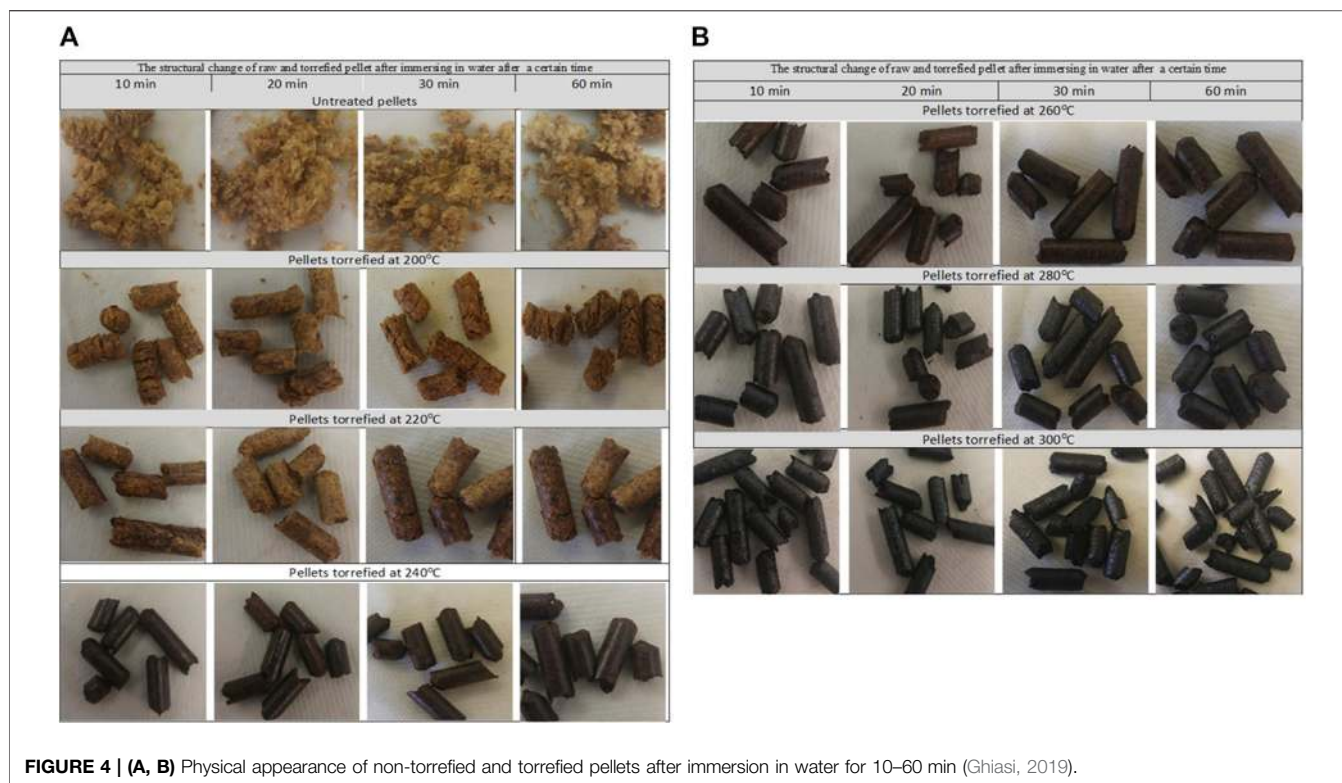 A
The structural change of raw and torrefied pellet after immersing in water after a certain time
10 min 20 min 30 min 60 min
Untreated pellets
Pellets torrefied at 200°C
Pellets torrefied at 220°C
Pellets torrefied at 240°C
B
The structural change of raw and torrefied pellet after immersing in water after a certain time
10 min 20 min 30 min 60 min
Pellets torrefied at 260°C
Pellets torrefied at 280°C
Pellets torrefied at 300°C
FIGURE 4 | (A, B) Physical appearance of non-torrefied and torrefied pellets after immersion in water for 10–60 min (Ghiasi, 2019).